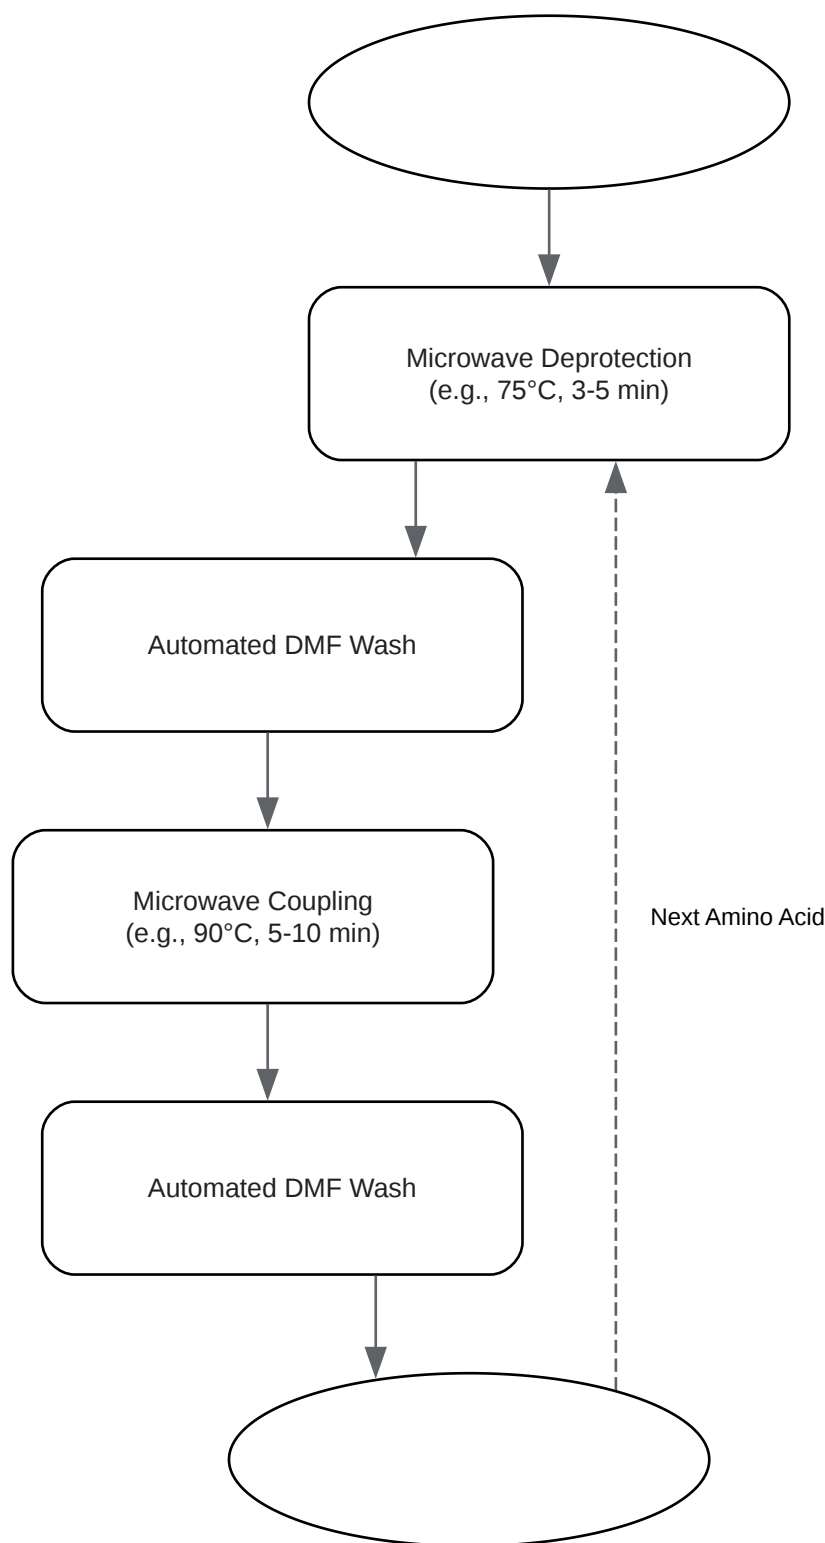 Microwave Deprotection
(e.g., 75°C, 3-5 min)
Automated DMF Wash
Microwave Coupling
(e.g., 90°C, 5-10 min)
Next Amino Acid
Automated DMF Wash